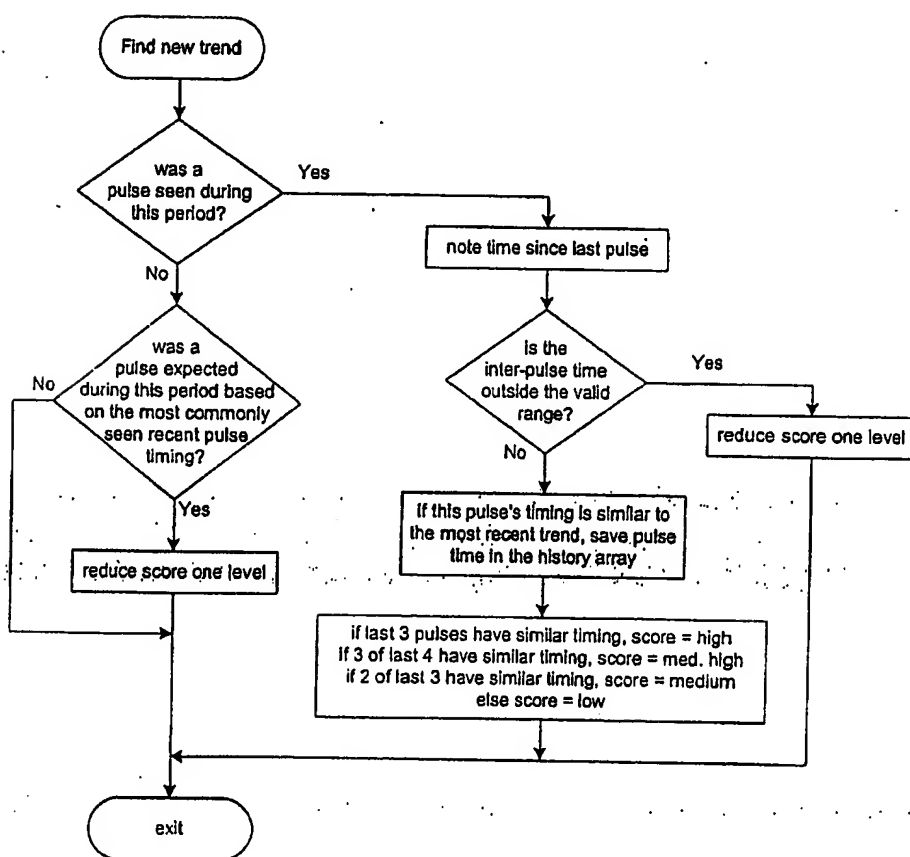 Find new trend
was a
pulse seen during
this period?
Yes
No
note time since last pulse
was a
pulse expected
during this period based
on the most commonly
seen recent pulse
timing?
No
Yes
reduce score one level
is the
inter-pulse time
outside the valid
range?
Yes
No
reduce score one level
if this pulse's timing is similar to
the most recent trend, save pulse
time in the history array
if last 3 pulses have similar timing, score = high
if 3 of last 4 have similar timing, score = med. high
if 2 of last 3 have similar timing, score = medium
else score = low
exit